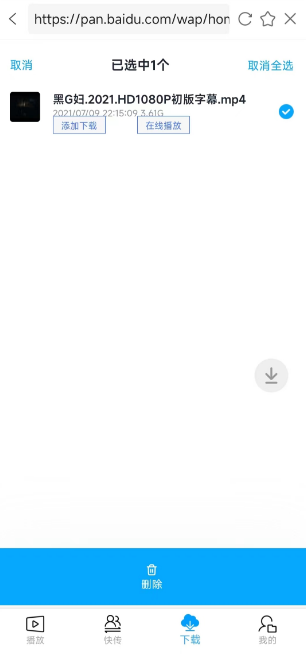 https://pan.baidu.com/wap/hon
取消
已选中1个
取消全选
黑G妇.2021.HD1080P初版字幕.mp4
2021/07/09 22:15:09 3.61G
添加下载
在线播放
删除
播放
快传
下载
我的